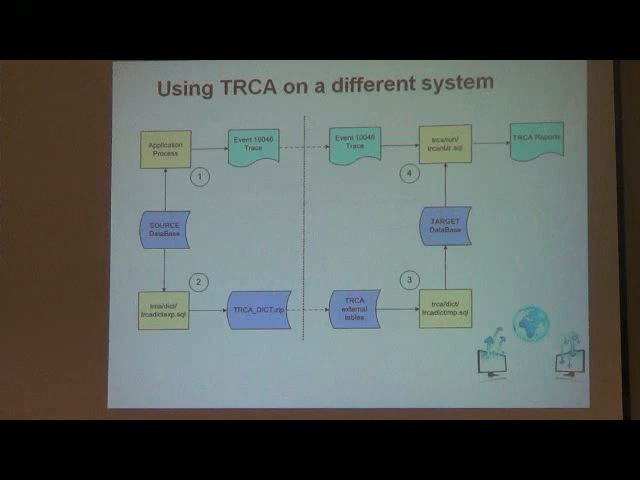 Using TRCA on a different system
Application
Process
Event 10046
Trace
Event 10046
Trace
trca/run/
TRCA Reports
1
4
SOURCE
DataBase
TARGET
DataBase
2
3
trca/dict/
trcadictexp.sql
TRCA_DICT.zip
TRCA
external
tables
trca/dict/
trcadictimp.sql